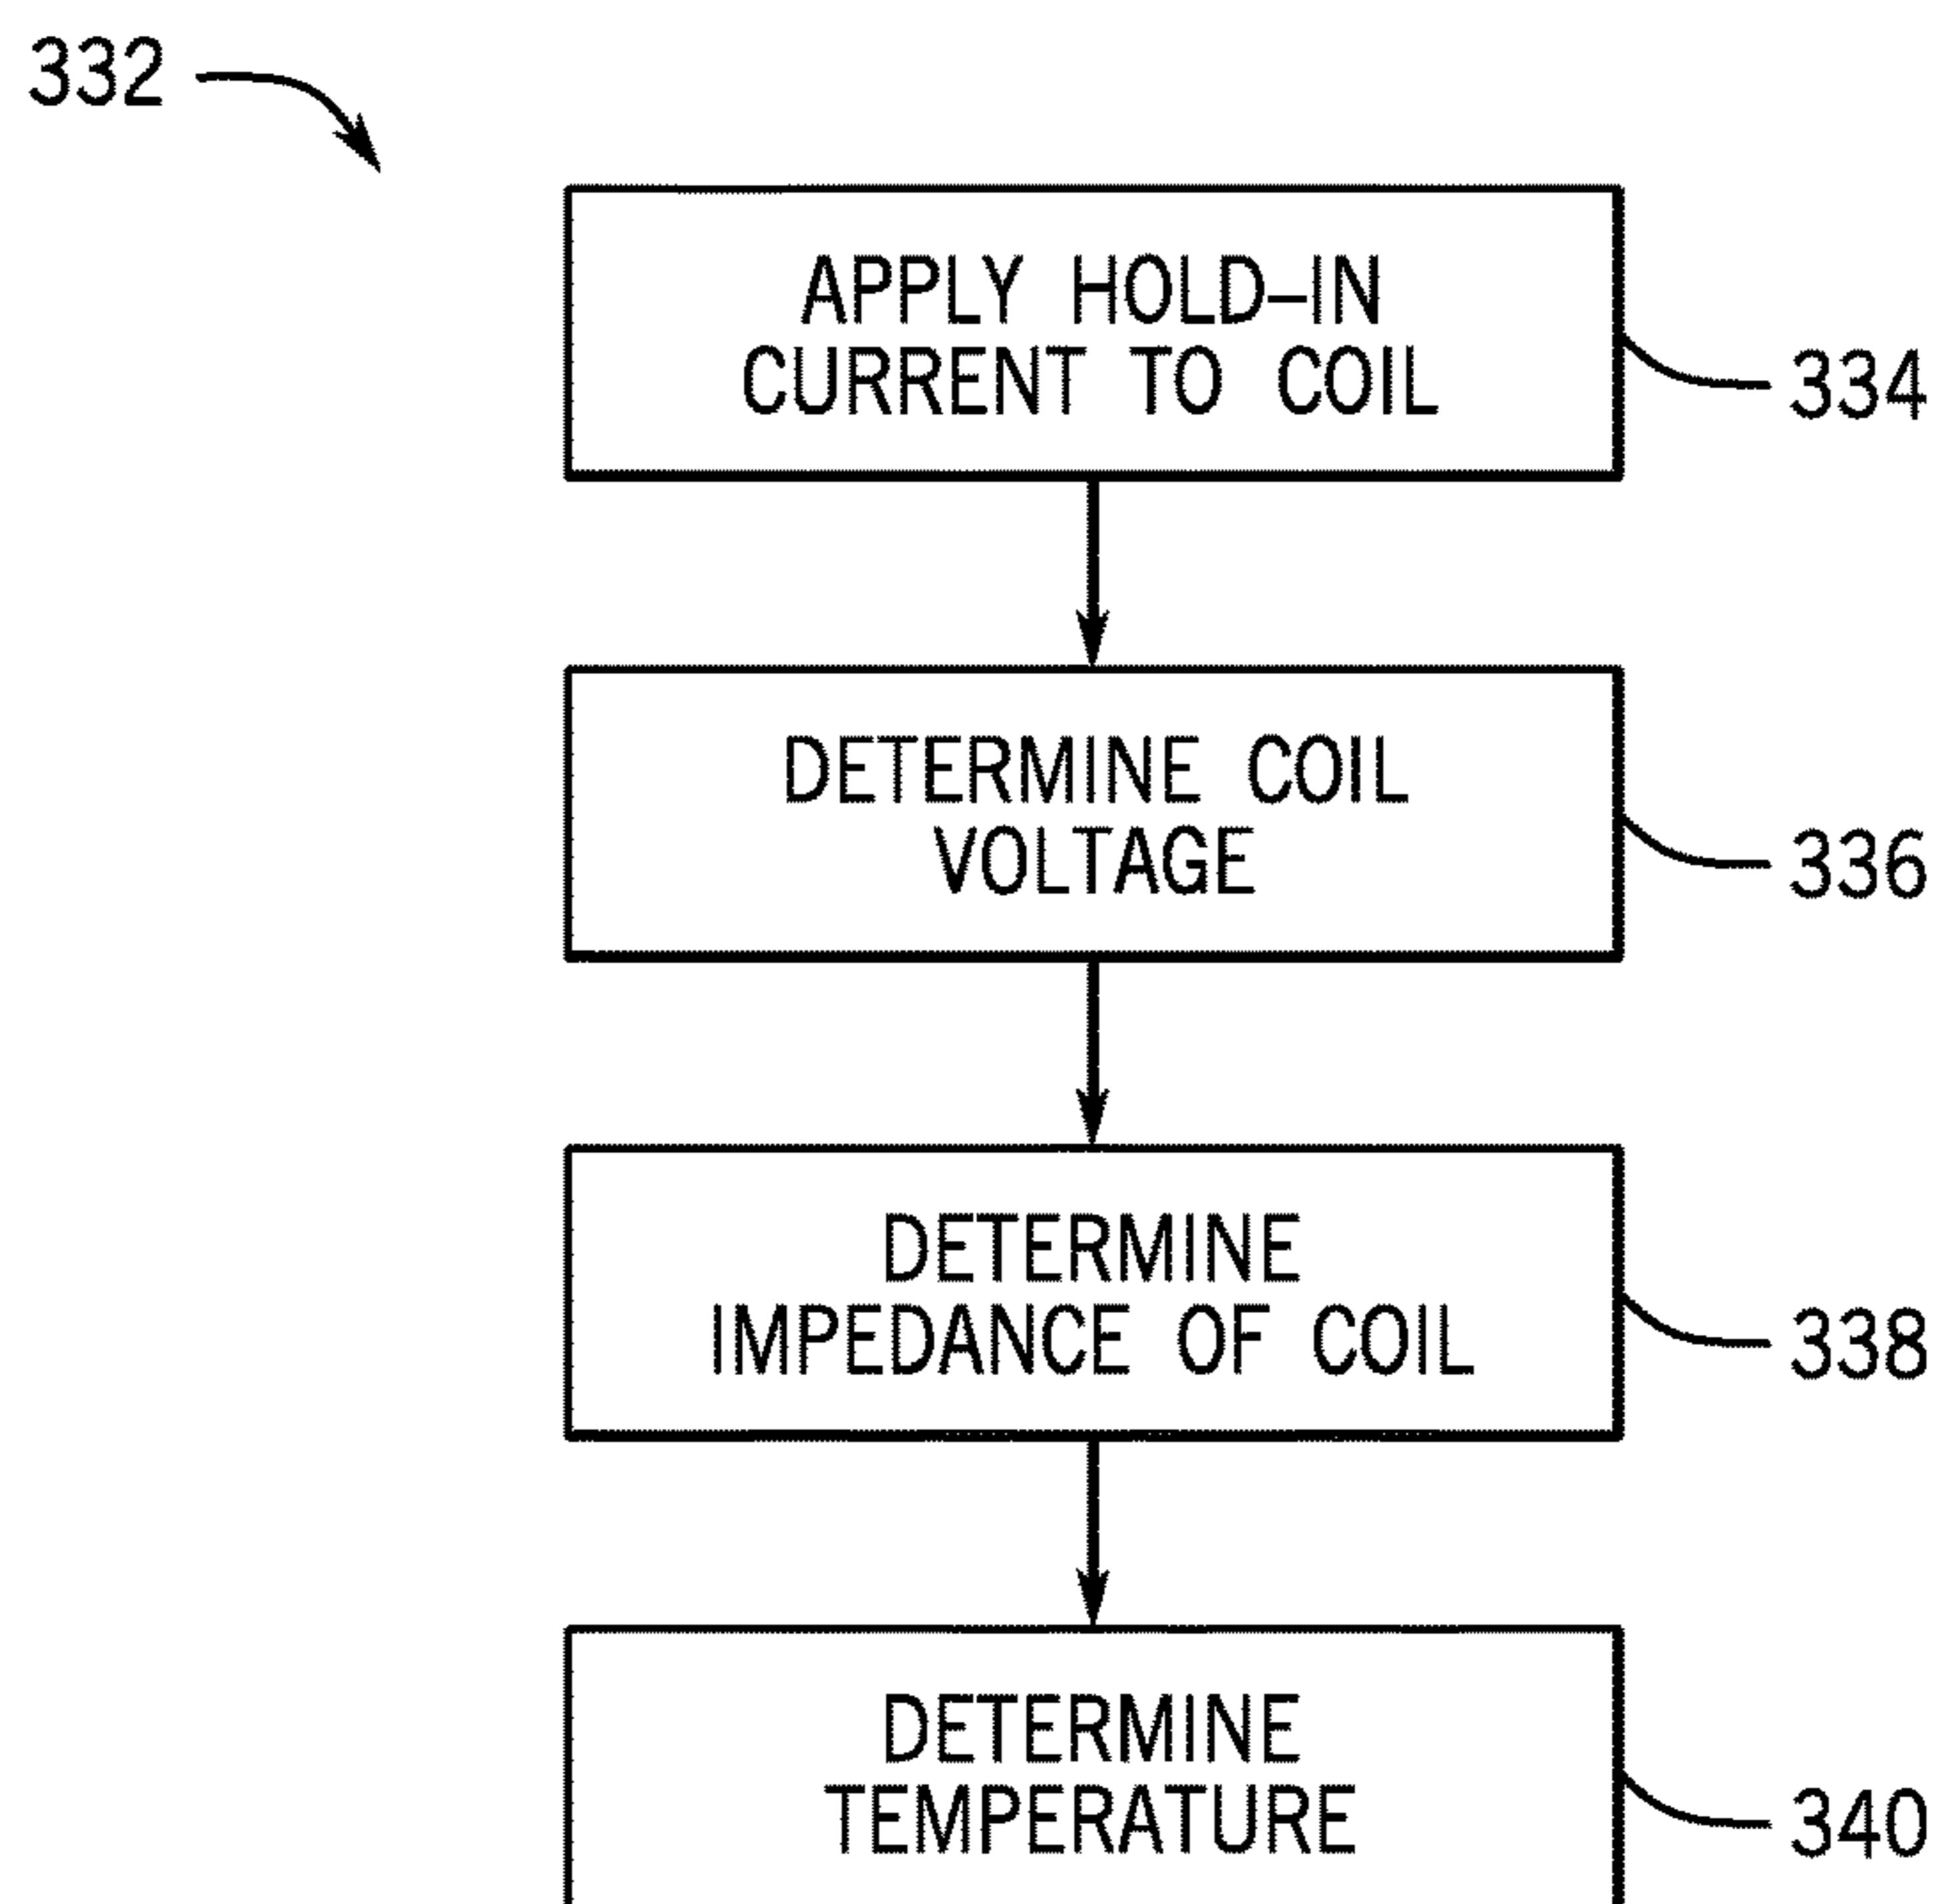 332
APPLY HOLD-IN
CURRENT TO COIL
334
DETERMINE COIL
VOLTAGE
336
DETERMINE
IMPEDANCE OF COIL
338
DETERMINE
TEMPERATURE
340